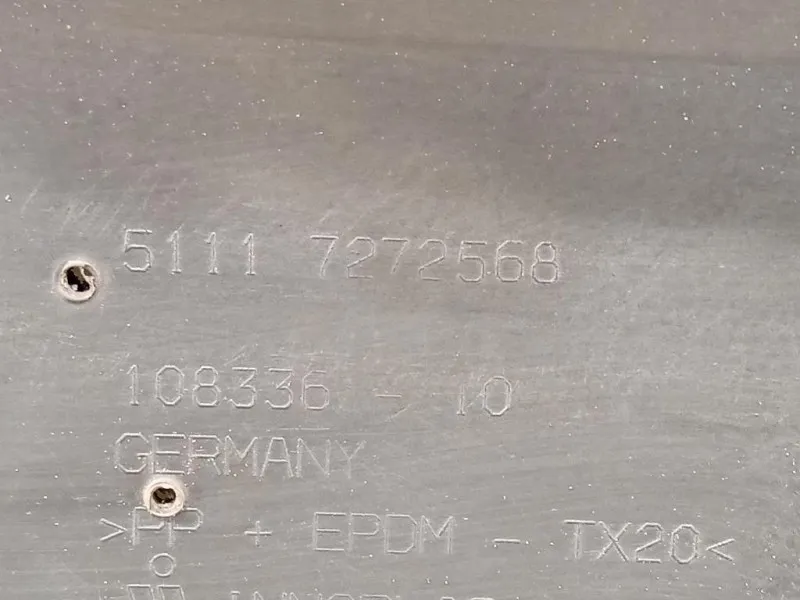 5111 7272568
108336 - 10
GERMANY
>PP + EPDM - TX20<